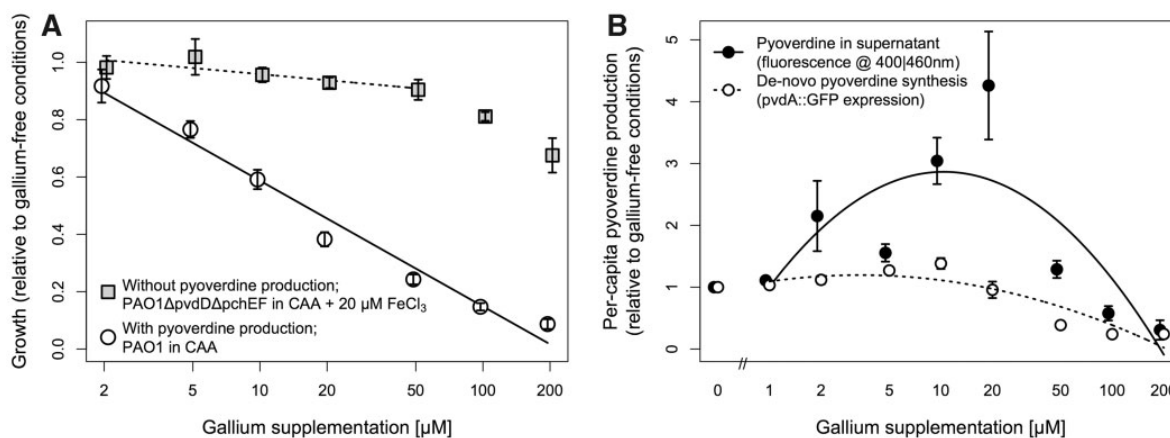 A
Growth (relative to gallium-free conditions)
1.0
0.8
0.6
0.4
0.2
0.0
Without pyoverdine production;
PAO1ΔpvdDΔpchEF in CAA + 20 µM FeCl₃
With pyoverdine production;
PAO1 in CAA
2 5 10 20 50 100 200
Gallium supplementation [µM]
B
Per-capita pyoverdine production
(relative to gallium-free conditions)
5
4
3
2
1
0
Pyoverdine in supernatant
(fluorescence @ 400|460nm)
De-novo pyoverdine synthesis
(pvdA::GFP expression)
0 1 2 5 10 20 50 100 200
Gallium supplementation [µM]